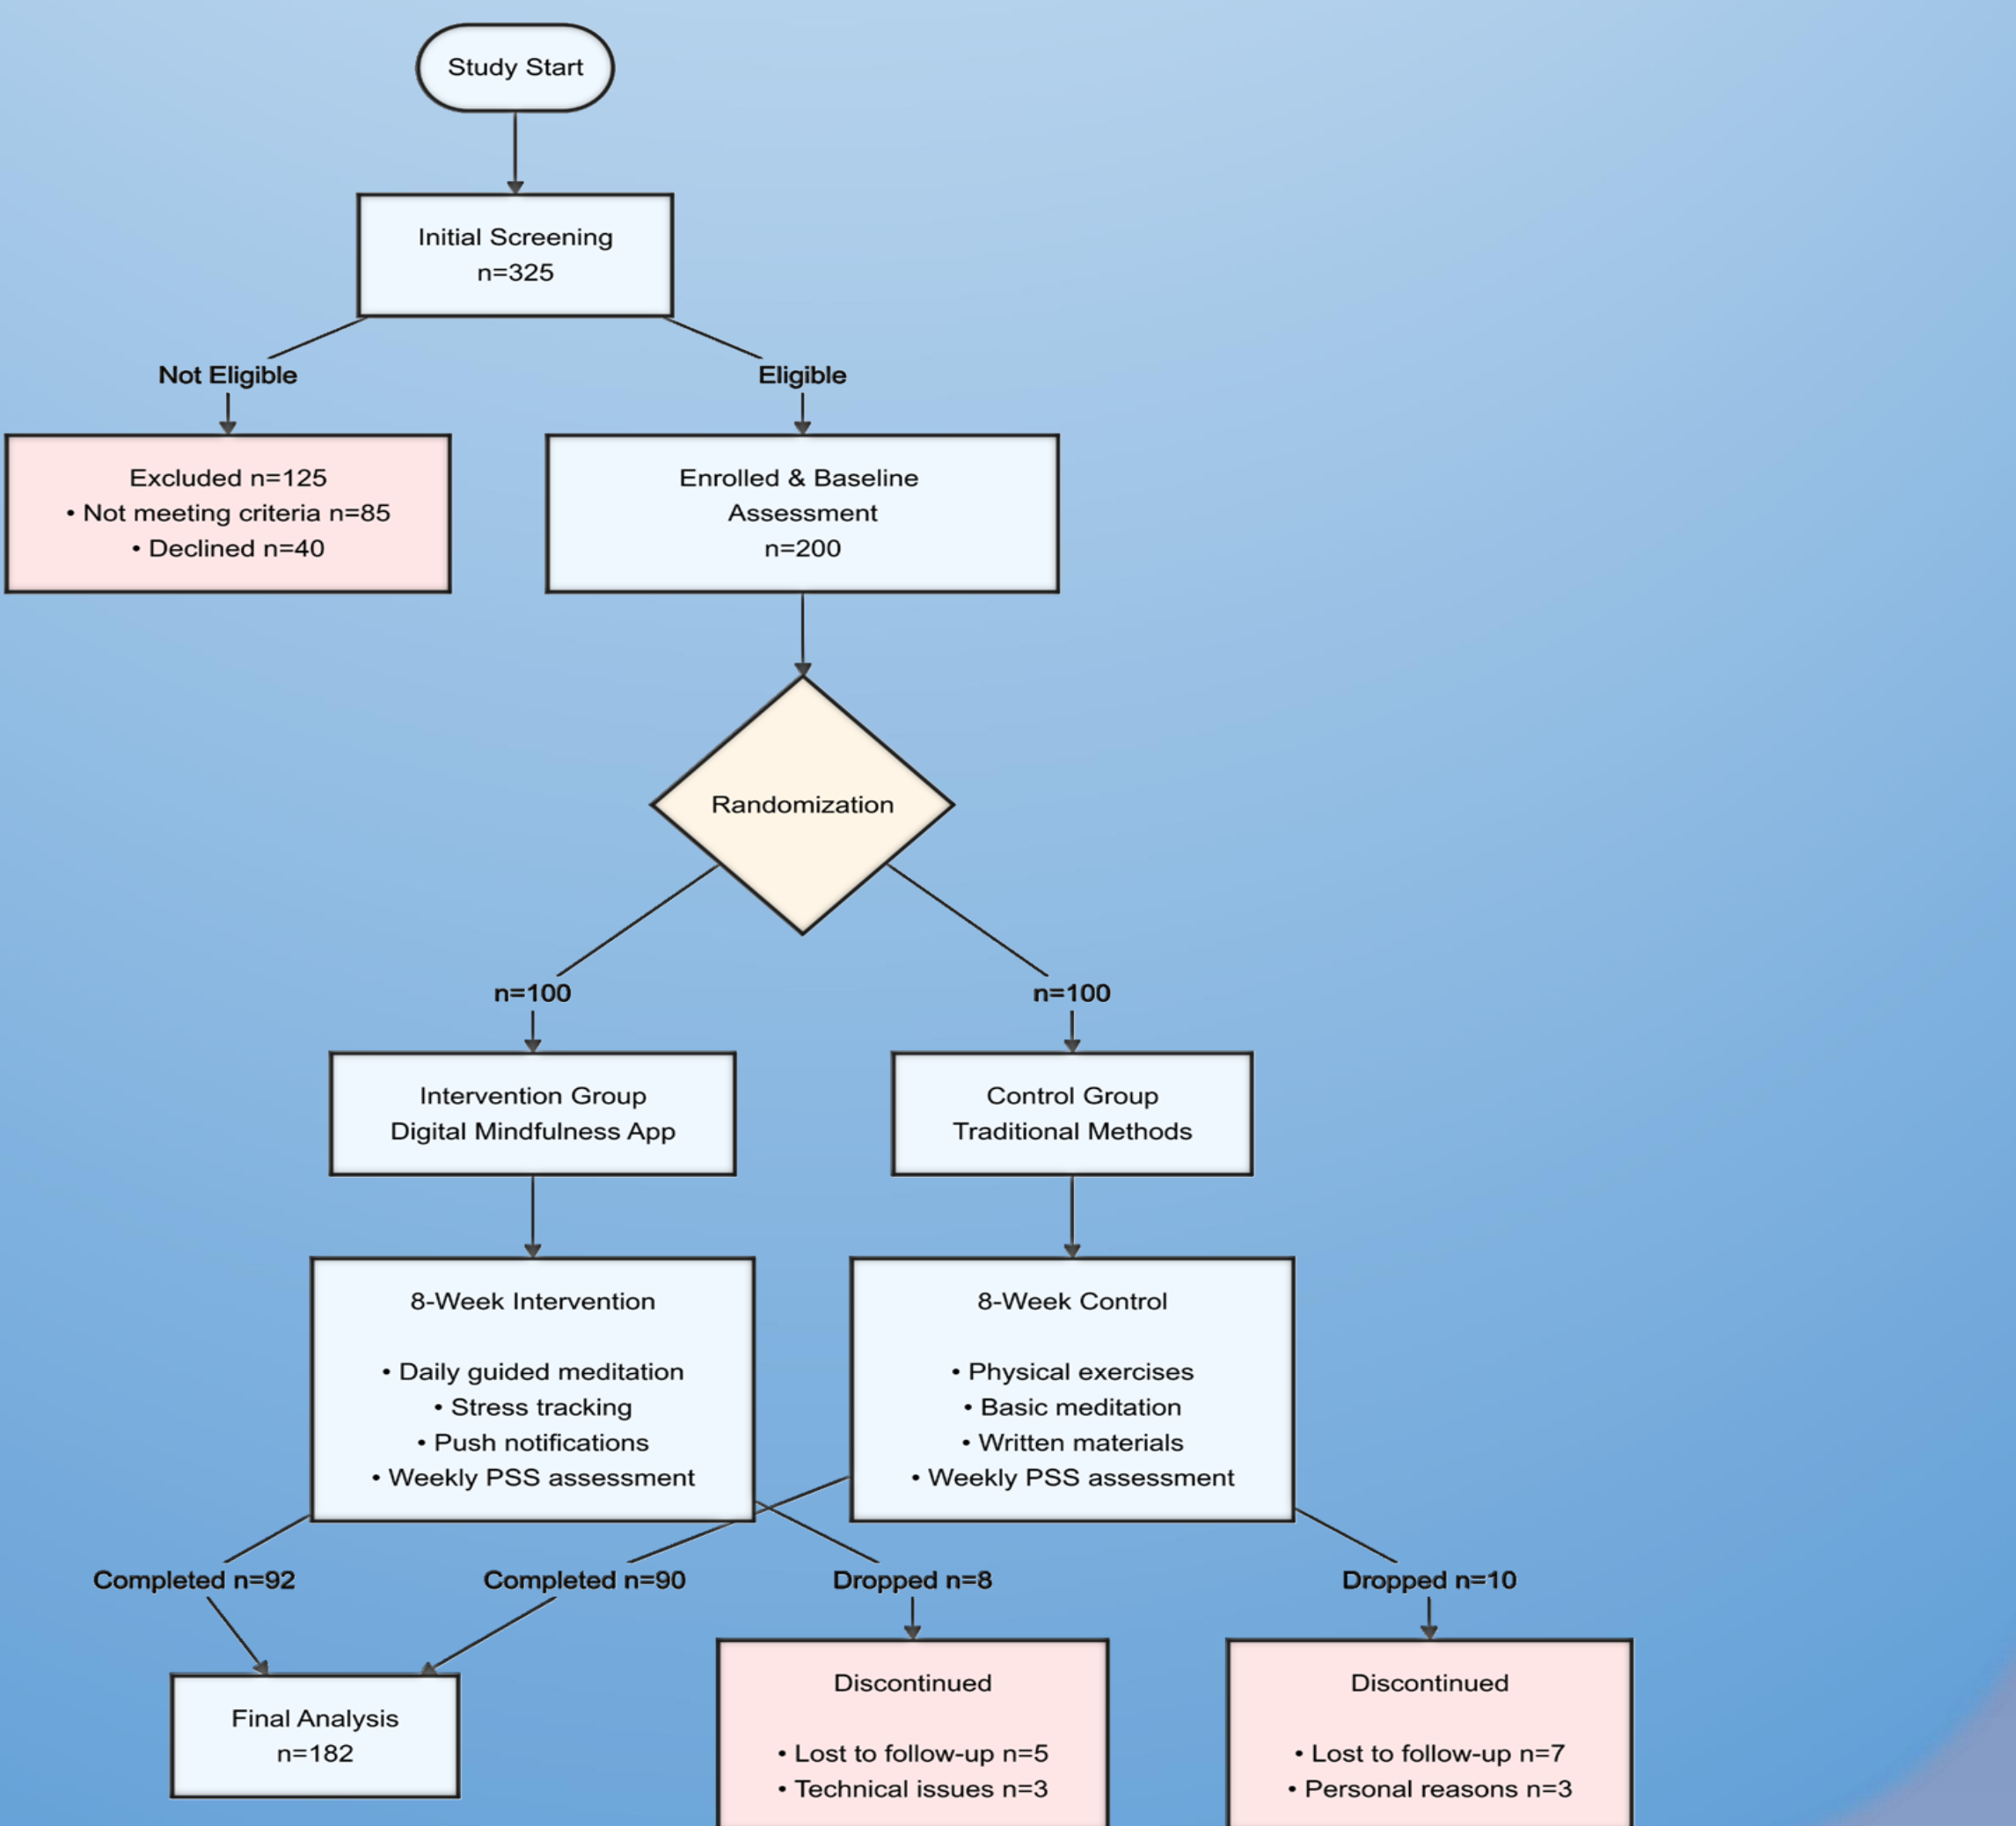 Study Start
Initial Screening
n=325
Not Eligible
Eligible
Excluded n=125
• Not meeting criteria n=85
• Declined n=40
Enrolled & Baseline
Assessment
n=200
Randomization
n=100
n=100
Intervention Group
Digital Mindfulness App
Control Group
Traditional Methods
8-Week Intervention
• Daily guided meditation
• Stress tracking
• Push notifications
• Weekly PSS assessment
8-Week Control
• Physical exercises
• Basic meditation
• Written materials
• Weekly PSS assessment
Completed n=92
Completed n=90
Dropped n=8
Dropped n=10
Final Analysis
n=182
Discontinued
• Lost to follow-up n=5
• Technical issues n=3
Discontinued
• Lost to follow-up n=7
• Personal reasons n=3